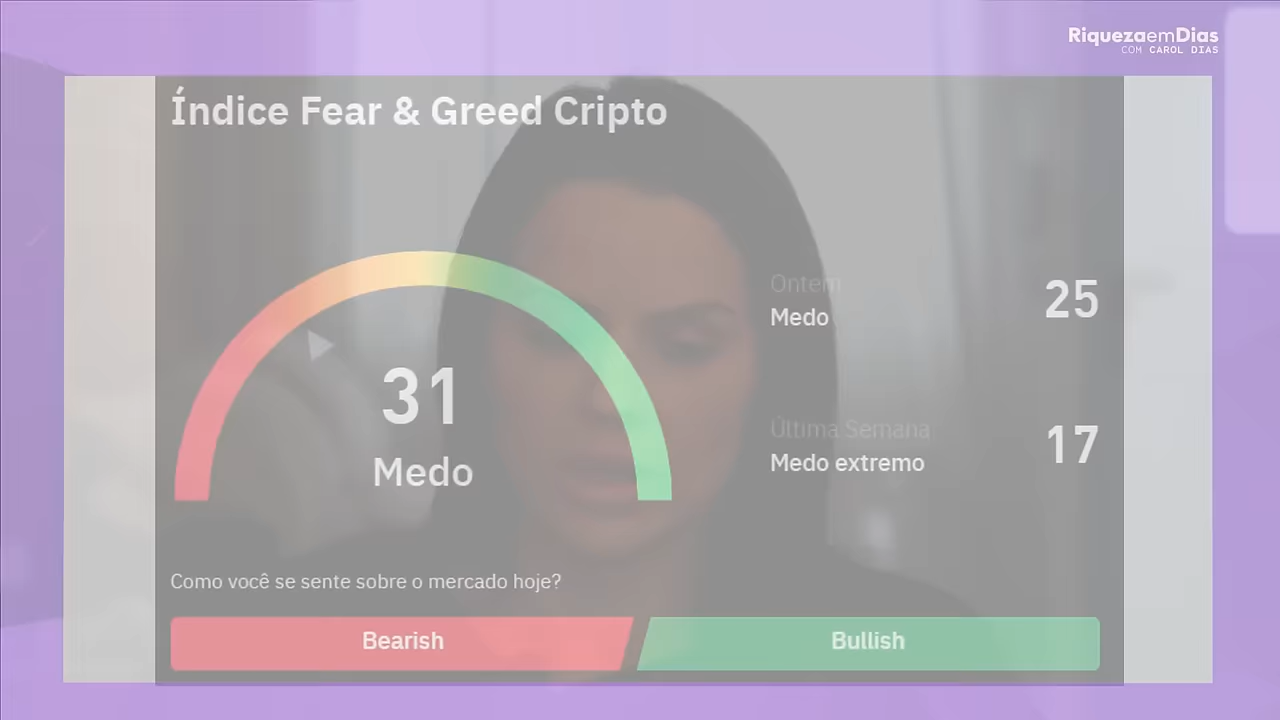 RiquezaemDias
COM CAROL DIAS
Índice Fear & Greed Cripto
31
Medo
Ontem
Medo
25
Última Semana
Medo extremo
17
Como você se sente sobre o mercado hoje?
Bearish
Bullish